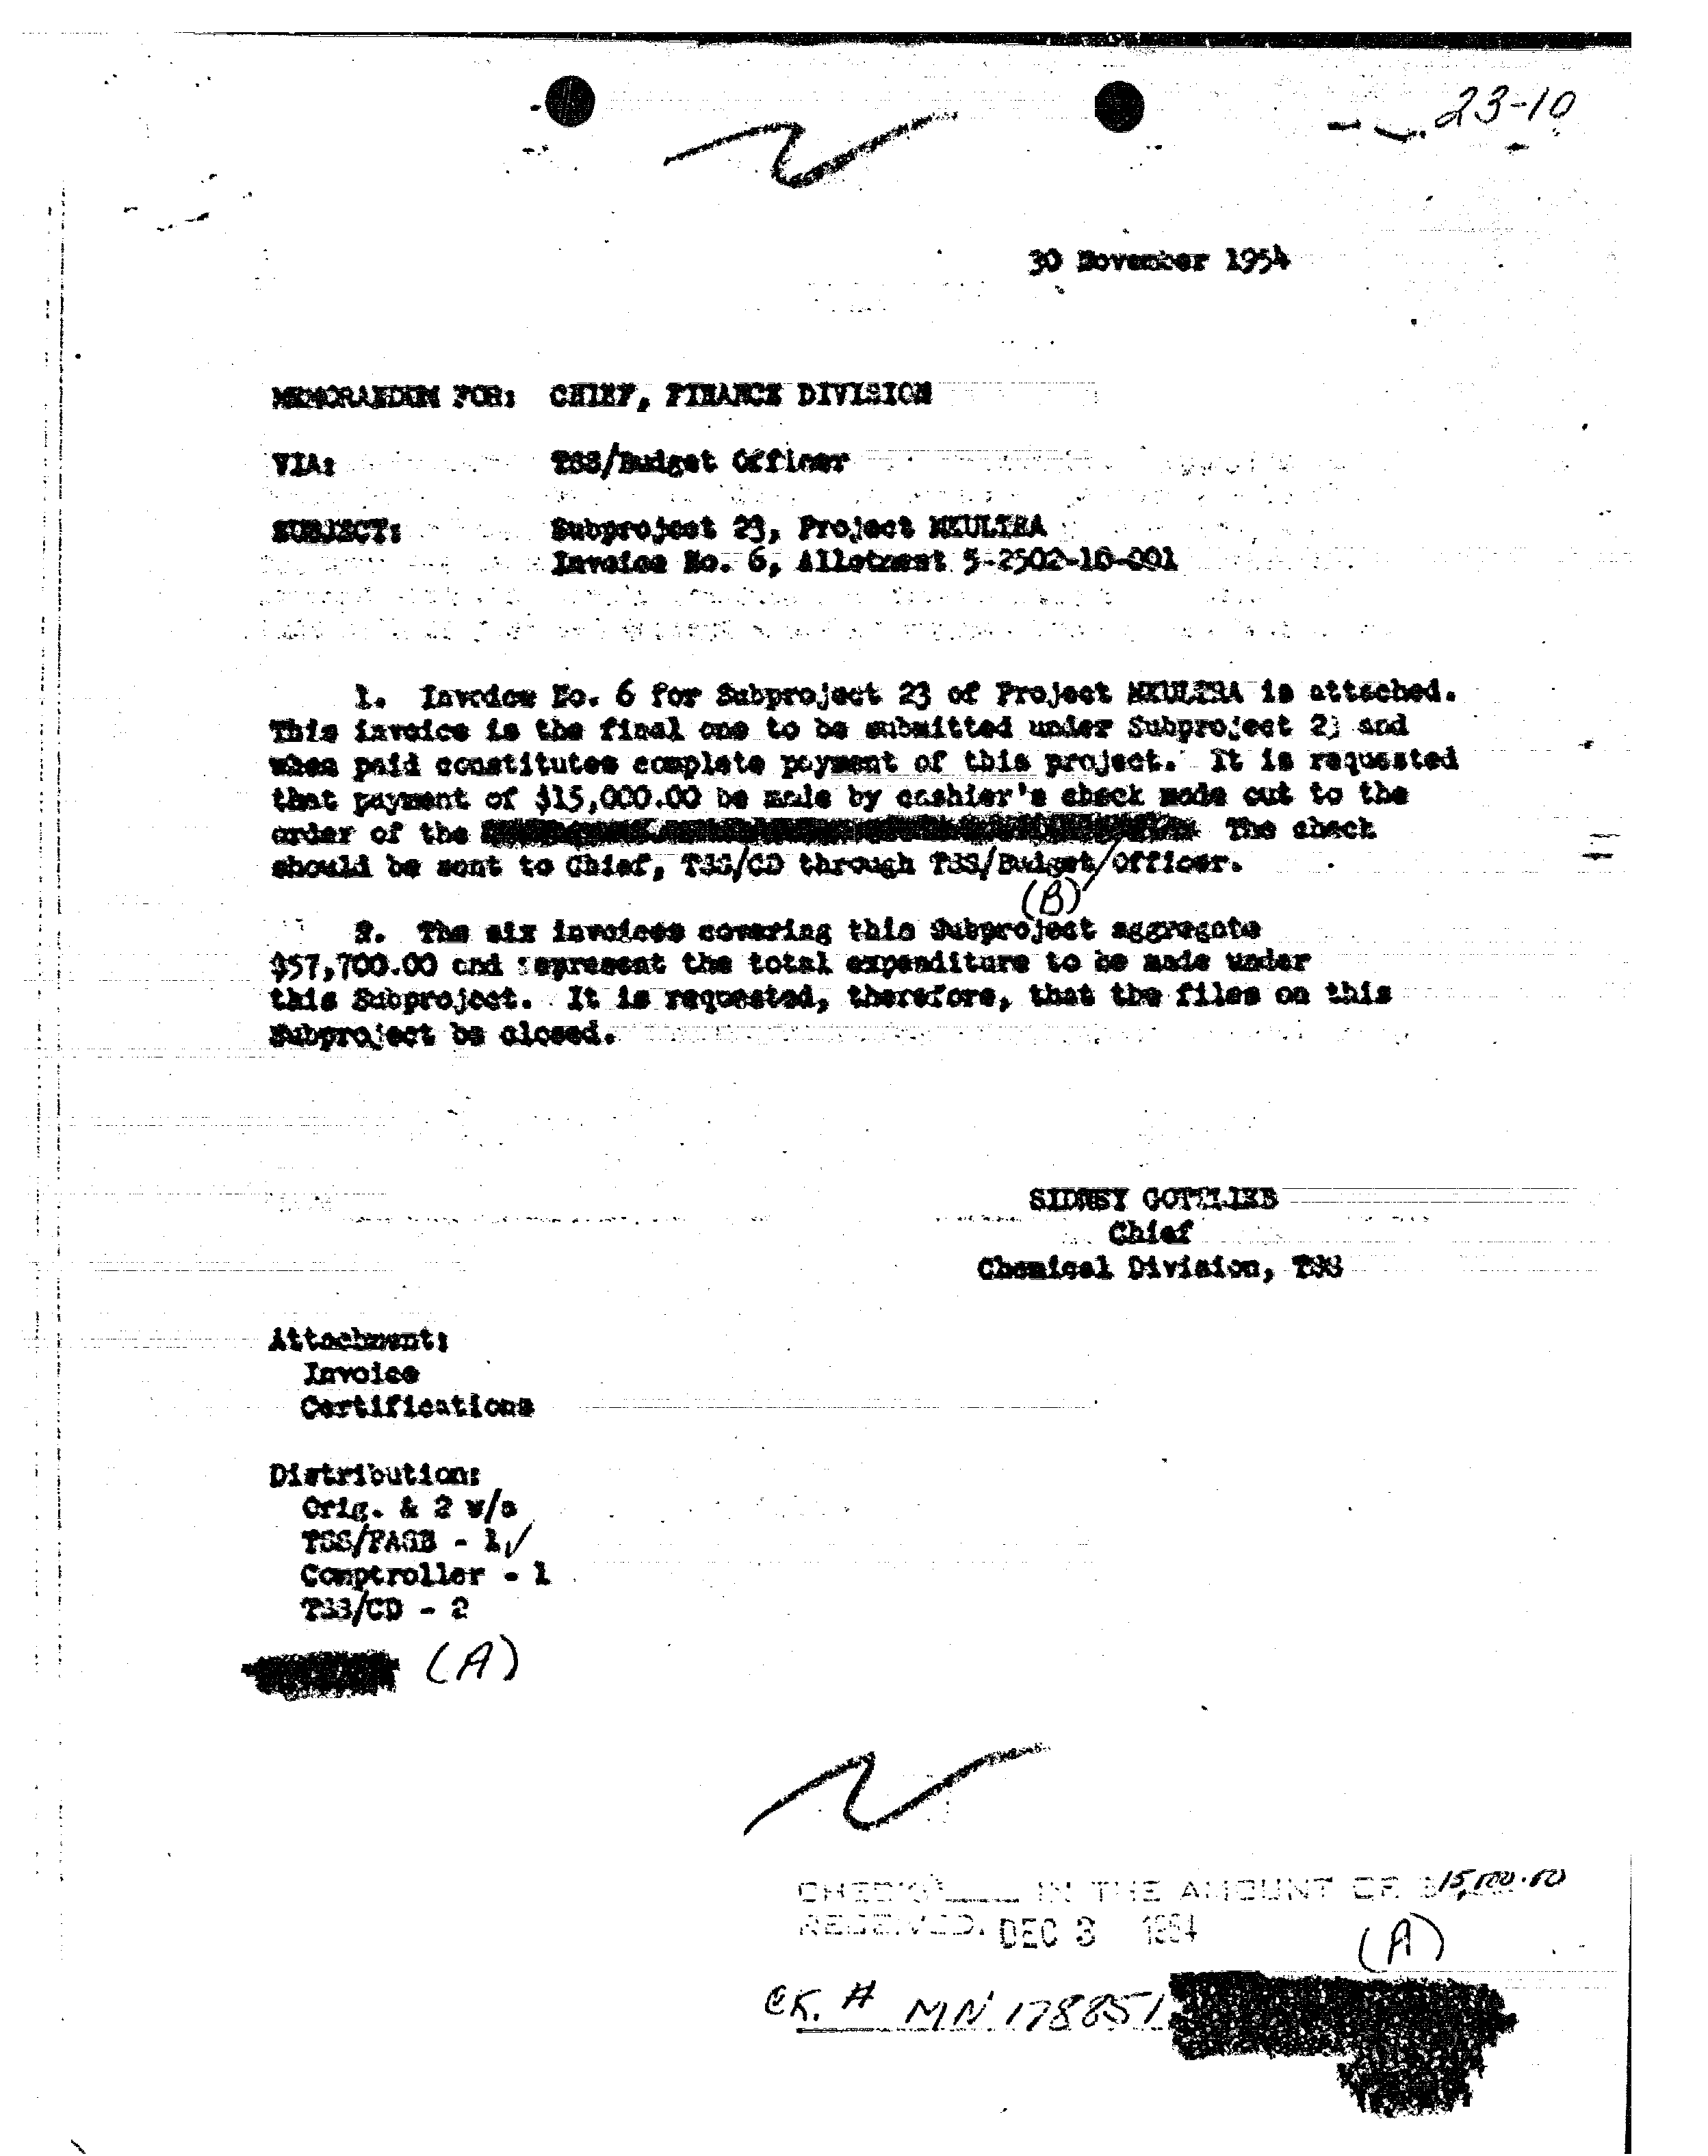 23-10
30 November 1954
MEMORANDUM FOR: CHIEF, FINANCE DIVISION
VIA: TSS/Budget Officer
SUBJECT: Subproject 23, Project MKULTRA
Invoice No. 6, Allotment 5-2502-10-001
1. Invoice No. 6 for Subproject 23 of Project MKULTRA is attached.
This invoice is the final one to be submitted under Subproject 23 and
when paid constitutes complete payment of this project. It is requested
that payment of $15,000.00 be made by cashier's check made out to the
order of the The check
should be sent to Chief, TSS/CD through TSS/Budget Officer.
(B)
2. The six invoices covering this Subproject aggregate
$57,700.00 and represent the total expenditure to be made under
this Subproject. It is requested, therefore, that the files on this
Subproject be closed.
SIDNEY GOTTLIEB
Chief
Chemical Division, TSS
Attachment:
Invoice
Certifications
Distribution:
Orig. & 2 w/a
TSS/FASB - 1 ✓
Comptroller - 1
TSS/CD - 2
(A)
CHECK IN THE AMOUNT OF $15,000.00
RECEIVED. DEC 3 1954
(A)
CK. # MN 178851